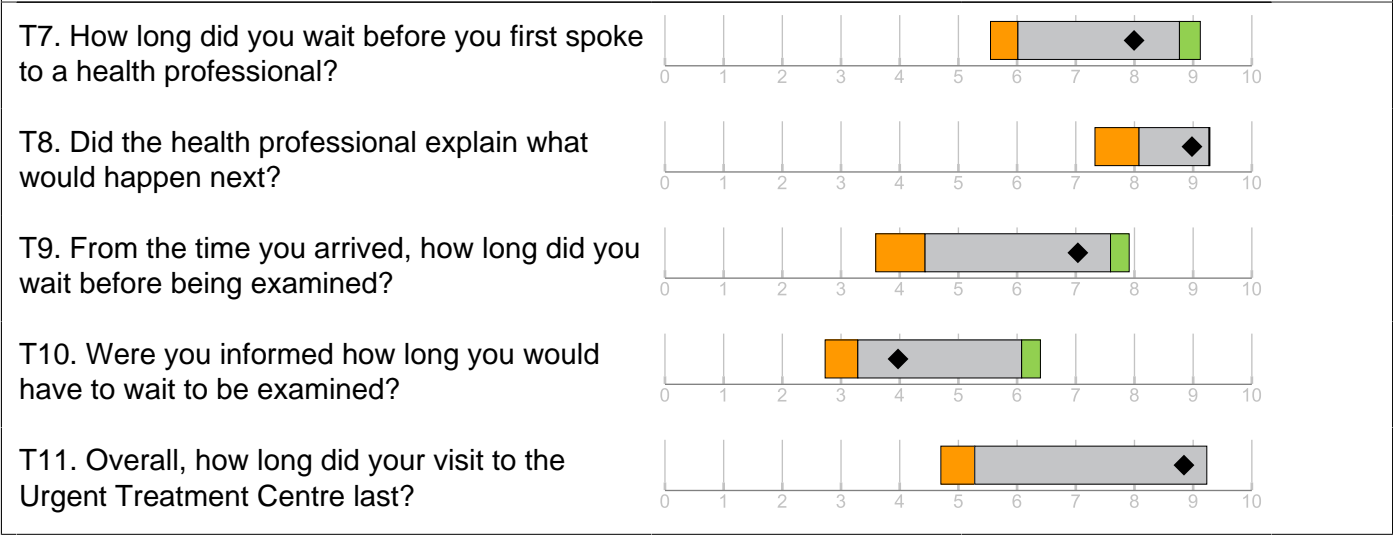 T7. How long did you wait before you first spoke
to a health professional?
0 1 2 3 4 5 6 7 8 9 10
T8. Did the health professional explain what
would happen next?
0 1 2 3 4 5 6 7 8 9 10
T9. From the time you arrived, how long did you
wait before being examined?
0 1 2 3 4 5 6 7 8 9 10
T10. Were you informed how long you would
have to wait to be examined?
0 1 2 3 4 5 6 7 8 9 10
T11. Overall, how long did your visit to the
Urgent Treatment Centre last?
0 1 2 3 4 5 6 7 8 9 10